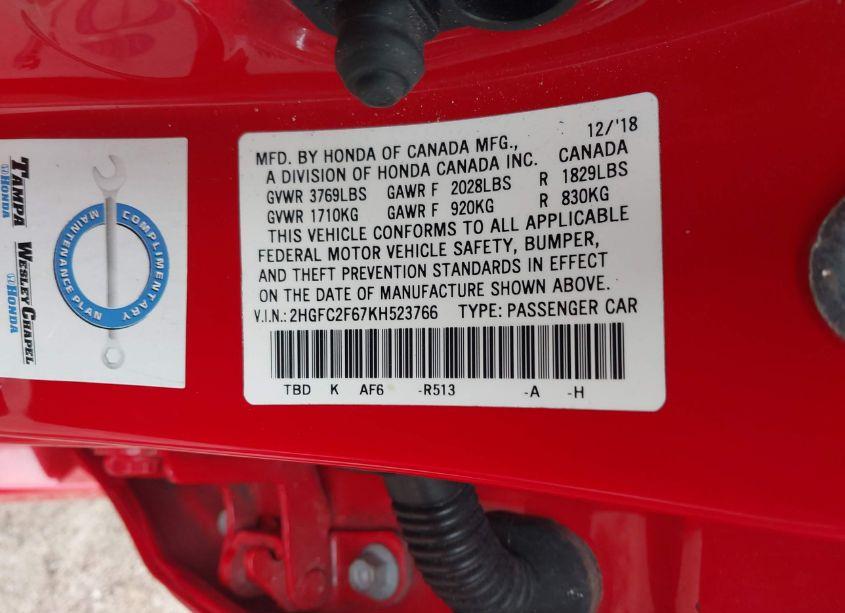 12/'18
MFD. BY HONDA OF CANADA MFG.,
A DIVISION OF HONDA CANADA INC. CANADA
GVWR 3769LBS GAWR F 2028LBS R 1829LBS
GVWR 1710KG GAWR F 920KG R 830KG
THIS VEHICLE CONFORMS TO ALL APPLICABLE
FEDERAL MOTOR VEHICLE SAFETY, BUMPER,
AND THEFT PREVENTION STANDARDS IN EFFECT
ON THE DATE OF MANUFACTURE SHOWN ABOVE.
V.I.N.: 2HGFC2F67KH523766 TYPE: PASSENGER CAR
TBD K AF6 -R513 -A -H
TAMPA
HONDA
WESLEY CHAPEL
HONDA
COMPLIMENTARY
MAINTENANCE PLAN